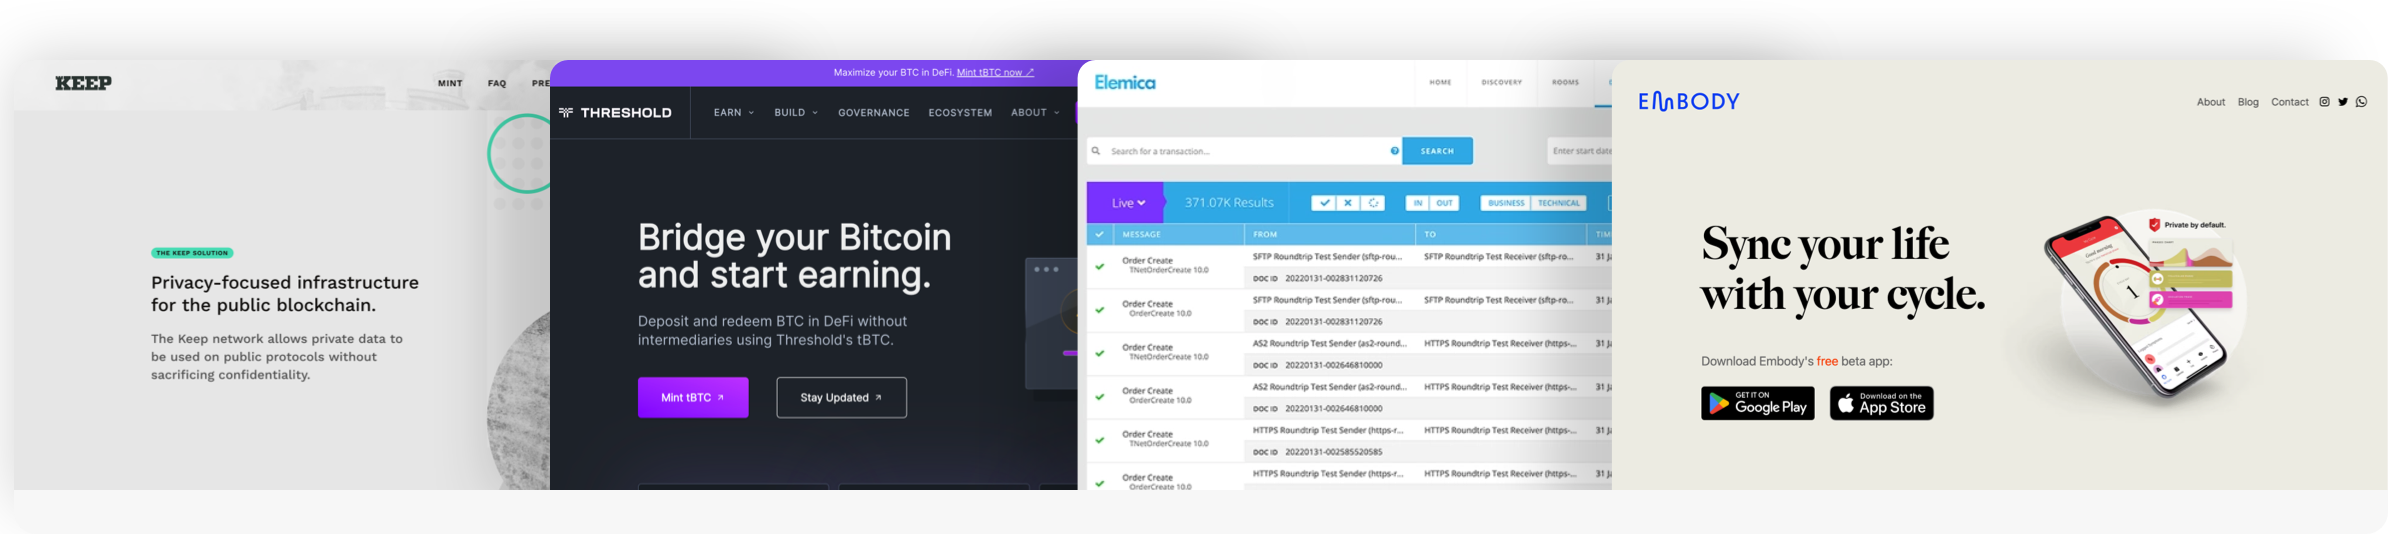 KEEP
MINT FAQ PRE
THE KEEP SOLUTION
Privacy-focused infrastructure
for the public blockchain.
The Keep network allows private data to
be used on public protocols without
sacrificing confidentiality.
Maximize your BTC in DeFi. Mint tBTC now ↗
THRESHOLD
EARN BUILD GOVERNANCE ECOSYSTEM ABOUT
Bridge your Bitcoin
and start earning.
Deposit and redeem BTC in DeFi without
intermediaries using Threshold's tBTC.
Mint tBTC ↗ Stay Updated ↗
Elemica
HOME DISCOVERY ROOMS
Search for a transaction... SEARCH Enter start date
Live 371.07K Results IN OUT BUSINESS TECHNICAL
MESSAGE FROM TO TIM
Order Create SFTP Roundtrip Test Sender (sftp-rou... SFTP Roundtrip Test Receiver (sftp-ro... 31 Ja
TNetOrderCreate 10.0
DOC ID 20220131-002831120726
Order Create SFTP Roundtrip Test Sender (sftp-rou... SFTP Roundtrip Test Receiver (sftp-ro... 31 Ja
OrderCreate 10.0
DOC ID 20220131-002831120726
Order Create AS2 Roundtrip Test Sender (as2-round... HTTPS Roundtrip Test Receiver (https-... 31 Ja
TNetOrderCreate 10.0
DOC ID 20220131-002646810000
Order Create AS2 Roundtrip Test Sender (as2-round... HTTPS Roundtrip Test Receiver (https-... 31 Ja
OrderCreate 10.0
DOC ID 20220131-002646810000
Order Create HTTPS Roundtrip Test Sender (https-r... HTTPS Roundtrip Test Receiver (https-... 31 Ja
TNetOrderCreate 10.0
DOC ID 20220131-002585520585
Order Create HTTPS Roundtrip Test Sender (https-r... HTTPS Roundtrip Test Receiver (https-... 31 Ja
OrderCreate 10.0
EMBODY
About Blog Contact
Sync your life
with your cycle.
Download Embody's free beta app:
GET IT ON
Google Play
Download on the
App Store
Private by default.
Good evening
1